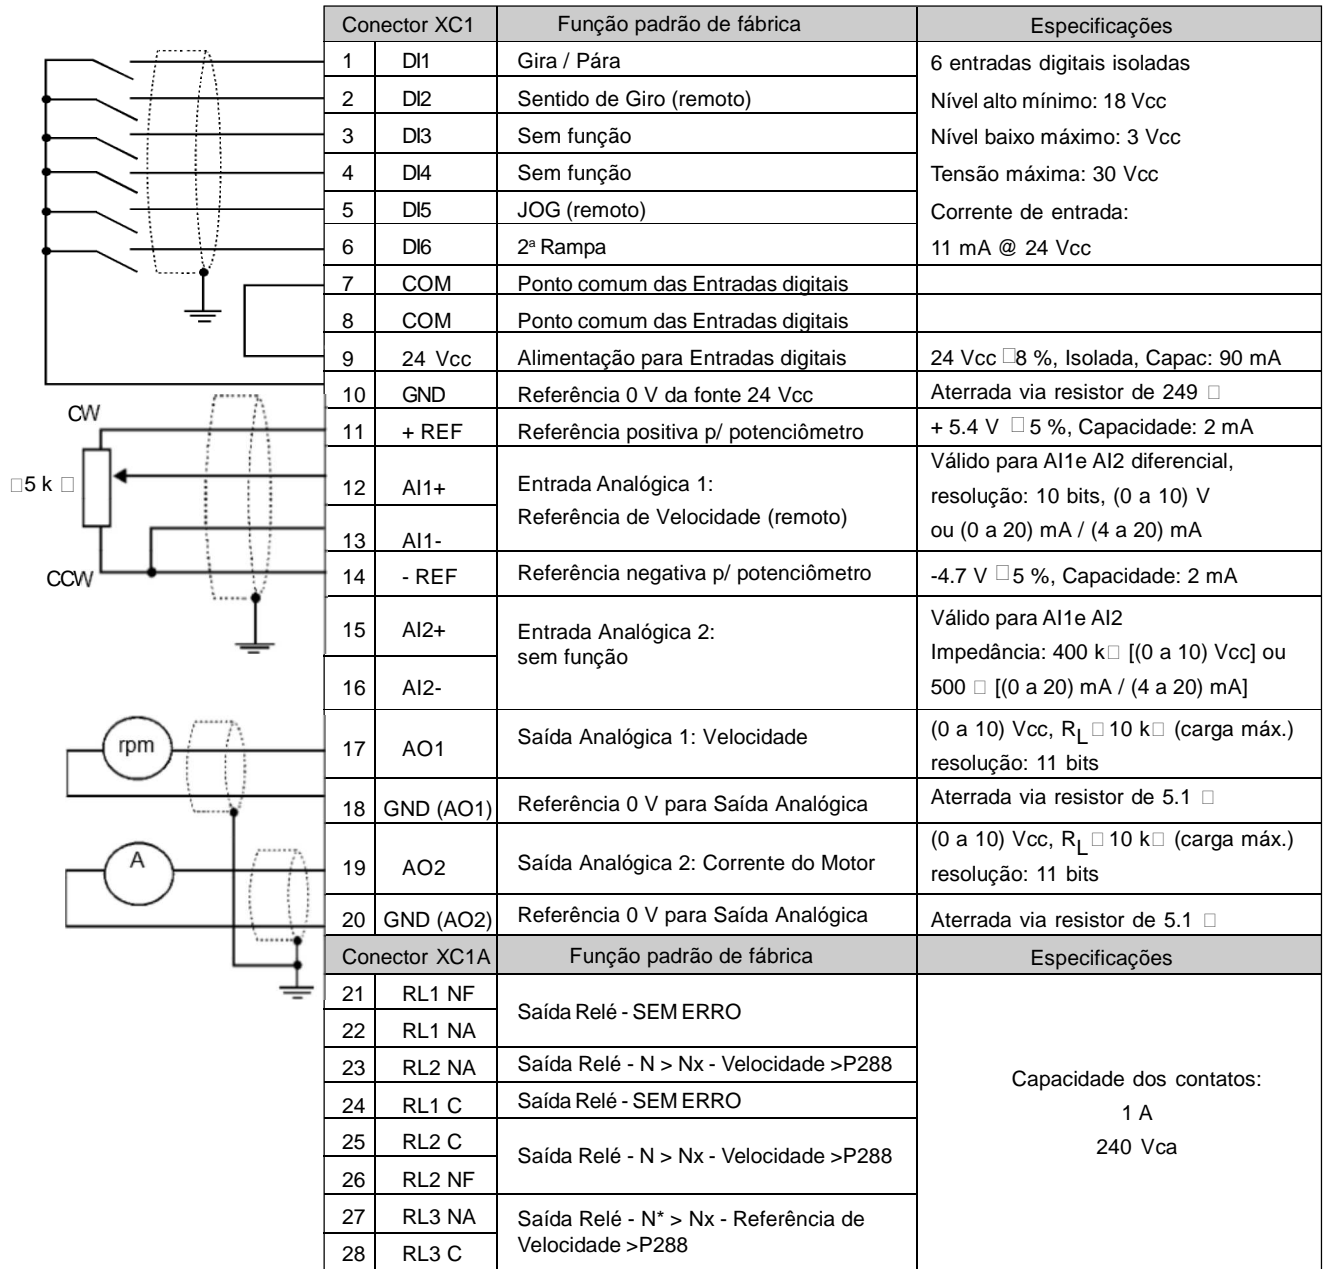 Conector XC1 Função padrão de fábrica Especificações
1 DI1 Gira / Pára 6 entradas digitais isoladas
2 DI2 Sentido de Giro (remoto) Nível alto mínimo: 18 Vcc
3 DI3 Sem função Nível baixo máximo: 3 Vcc
4 DI4 Sem função Tensão máxima: 30 Vcc
5 DI5 JOG (remoto) Corrente de entrada:
6 DI6 2ª Rampa 11 mA @ 24 Vcc
7 COM Ponto comum das Entradas digitais
8 COM Ponto comum das Entradas digitais
9 24 Vcc Alimentação para Entradas digitais 24 Vcc □8 %, Isolada, Capac: 90 mA
10 GND Referência 0 V da fonte 24 Vcc Aterrada via resistor de 249 □
CW
11 + REF Referência positiva p/ potenciômetro + 5.4 V □ 5 %, Capacidade: 2 mA
□5 k □
12 AI1+ Entrada Analógica 1: Válido para AI1e AI2 diferencial,
resolução: 10 bits, (0 a 10) V
13 AI1- Referência de Velocidade (remoto) ou (0 a 20) mA / (4 a 20) mA
CCW
14 - REF Referência negativa p/ potenciômetro -4.7 V □5 %, Capacidade: 2 mA
15 AI2+ Entrada Analógica 2: Válido para AI1e AI2
sem função Impedância: 400 k□ [(0 a 10) Vcc] ou
16 AI2- 500 □ [(0 a 20) mA / (4 a 20) mA]
rpm
17 AO1 Saída Analógica 1: Velocidade (0 a 10) Vcc, RL □ 10 k□ (carga máx.)
resolução: 11 bits
18 GND (AO1) Referência 0 V para Saída Analógica Aterrada via resistor de 5.1 □
A
19 AO2 Saída Analógica 2: Corrente do Motor (0 a 10) Vcc, RL □ 10 k□ (carga máx.)
resolução: 11 bits
20 GND (AO2) Referência 0 V para Saída Analógica Aterrada via resistor de 5.1 □
Conector XC1A Função padrão de fábrica Especificações
21 RL1 NF Saída Relé - SEM ERRO
22 RL1 NA
23 RL2 NA Saída Relé - N > Nx - Velocidade >P288
24 RL1 C Saída Relé - SEM ERRO
25 RL2 C Saída Relé - N > Nx - Velocidade >P288
26 RL2 NF
27 RL3 NA Saída Relé - N* > Nx - Referência de
28 RL3 C Velocidade >P288
Capacidade dos contatos:
1 A
240 Vca